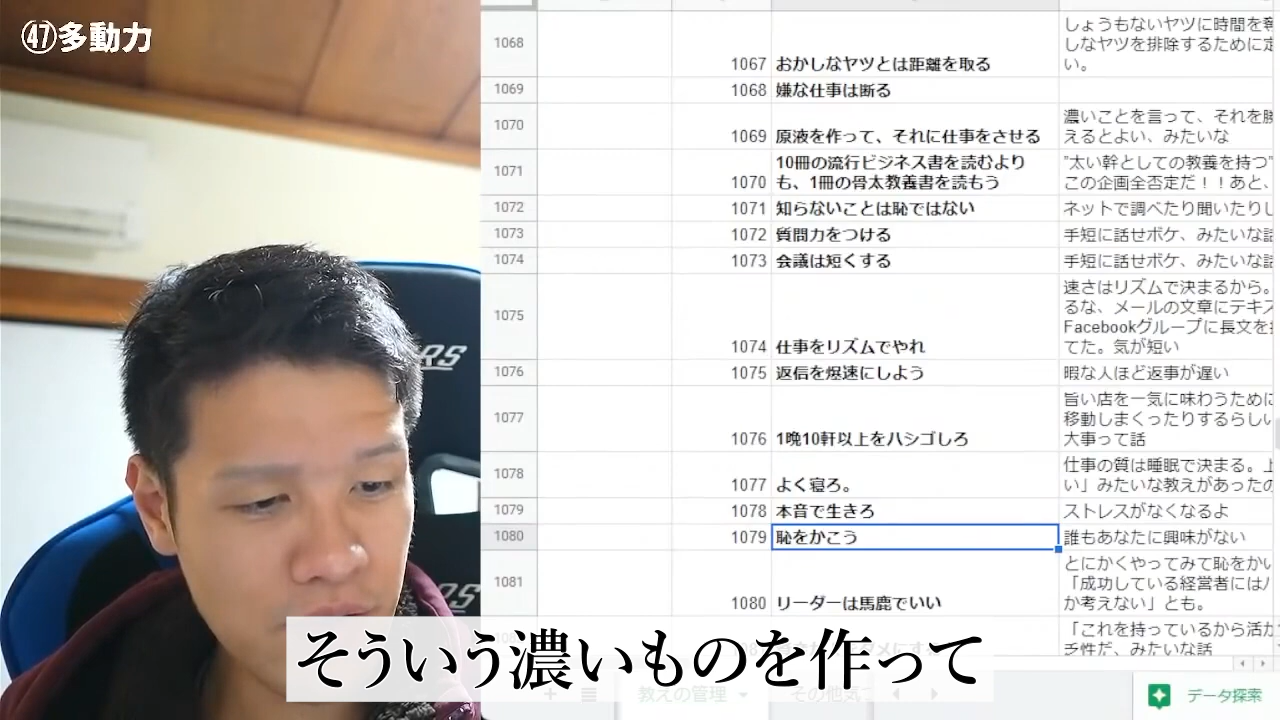 ㊼多動力
RS
1068
1067
おかしなヤツとは距離を取る
しょうもないヤツに時間を
しなヤツを排除するために
い。
1069
1068
嫌な仕事は断る
1070
1069
原液を作って、それに仕事をさせる
濃いことを言って、それを
えるとよい、みたいな
1071
1070
10冊の流行ビジネス書を読むより
も、1冊の骨太教養書を読もう
"太い幹としての教養を持つ"
この企画全否定だ！！あと、
1072
1071
知らないことは恥ではない
ネットで調べたり聞いたりし
1073
1072
質問力をつける
手短に話せボケ、みたいな話
1074
1073
会議は短くする
手短に話せボケ、みたいな話
1075
1074
仕事をリズムでやれ
速さはリズムで決まるから。
るな、メールの文章にテキス
Facebookグループに長文を
てた。気が短い
1076
1075
返信を爆速にしよう
暇な人ほど返事が遅い
1077
1076
1晩10軒以上をハシゴしろ
旨い店を一気に味わうために
移動しまくったりするらしい
大事って話
1078
1077
よく寝ろ。
仕事の質は睡眠で決まる。上
い」みたいな教えがあったの
1079
1078
本音で生きろ
ストレスがなくなるよ
1080
1079
恥をかこう
誰もあなたに興味がない
1081
1080
リーダーは馬鹿でいい
とにかくやってみて恥をかい
「成功している経営者には
か考えない」とも。
「これを持っているから活か
乏性だ、みたいな話
そういう濃いものを作って
教えの管理
その他気
データ探索